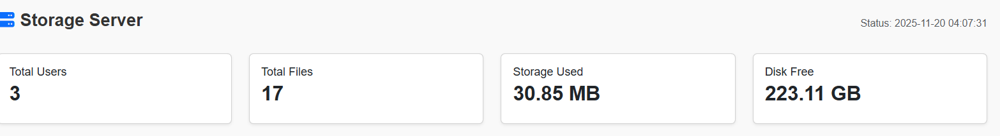 Storage Server
Status: 2025-11-20 04:07:31
Total Users
3
Total Files
17
Storage Used
30.85 MB
Disk Free
223.11 GB